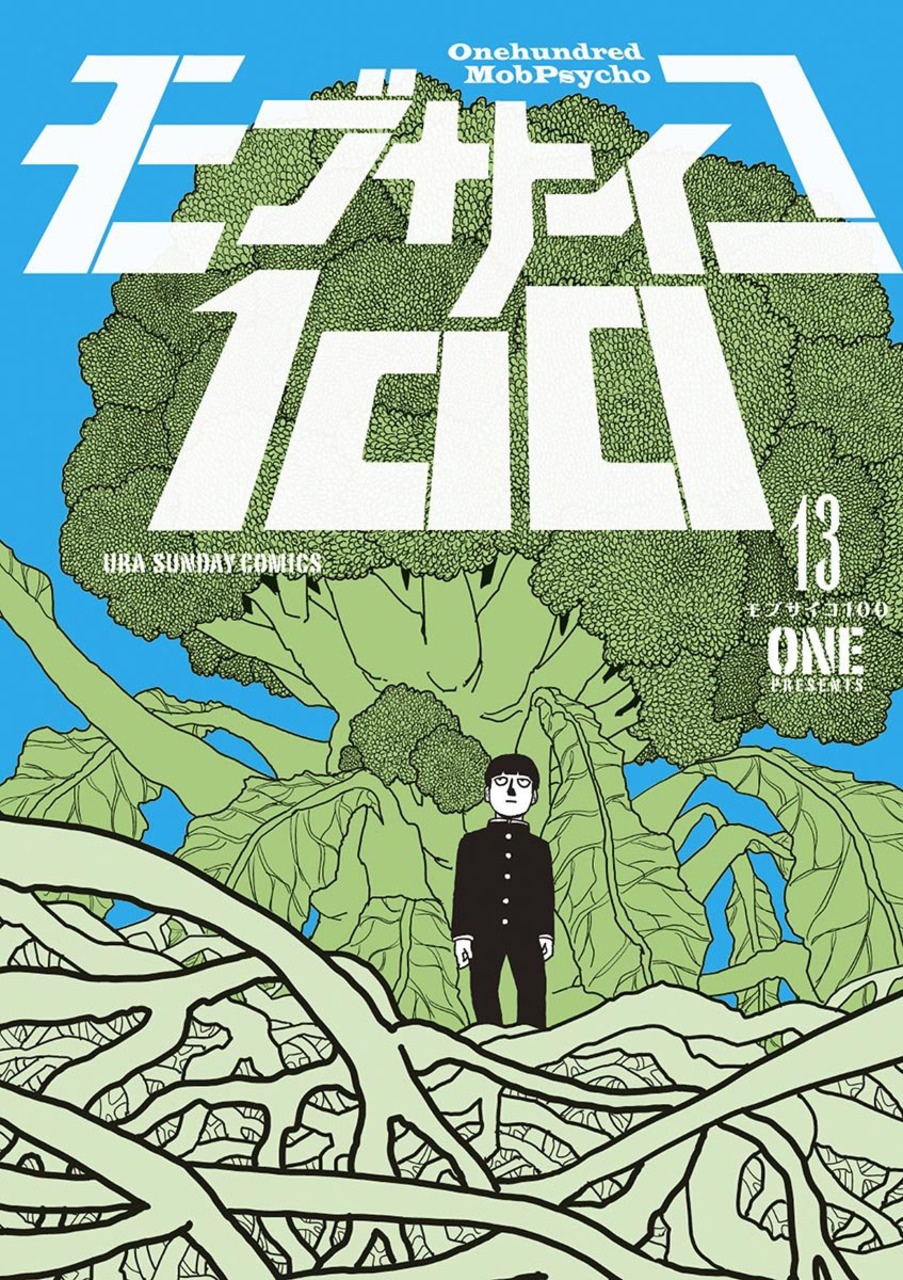 Onehundred
MobPsycho
モブサイコ
100
URA SUNDAY COMICS
13
モブサイコ100
ONE
PRESENTS